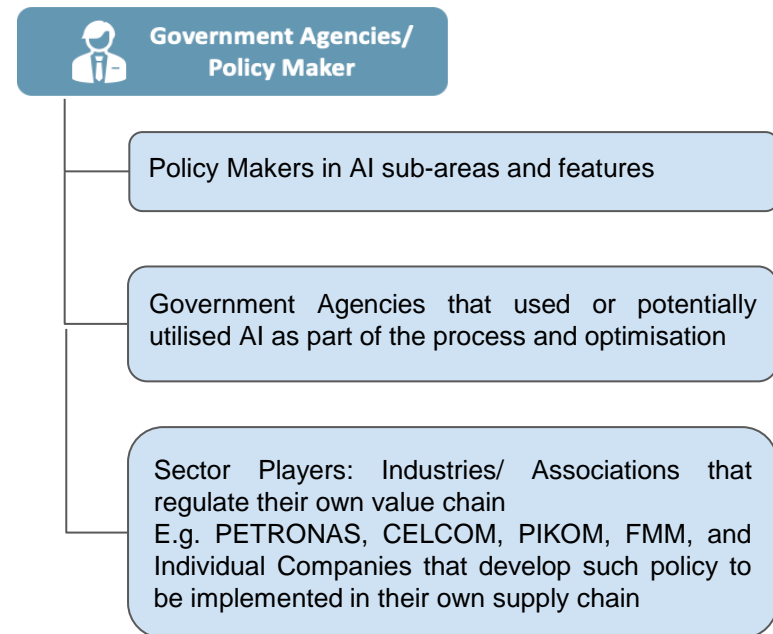 Government Agencies/
Policy Maker
Policy Makers in AI sub-areas and features
Government Agencies that used or potentially
utilised AI as part of the process and optimisation
Sector Players: Industries/ Associations that
regulate their own value chain
E.g. PETRONAS, CELCOM, PIKOM, FMM, and
Individual Companies that develop such policy to
be implemented in their own supply chain